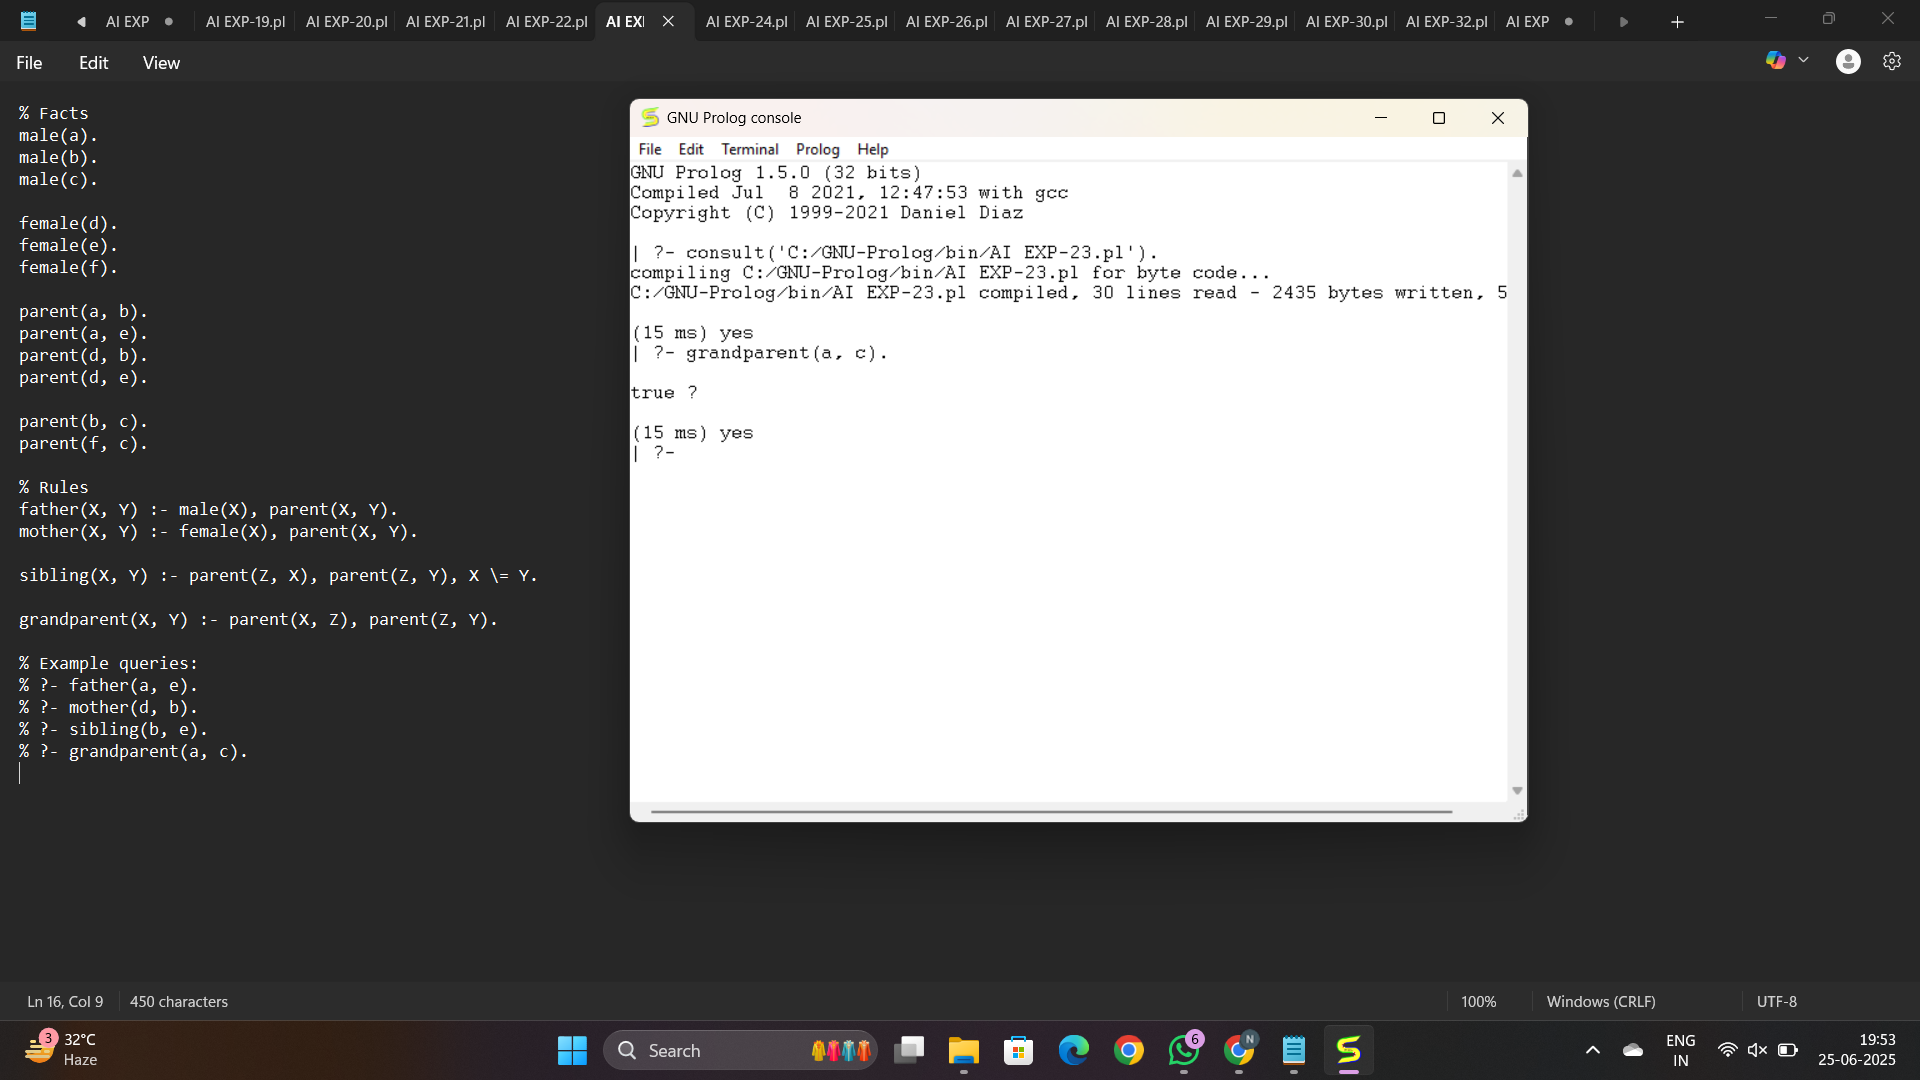 AI EXP
AI EXP-19.pl
AI EXP-20.pl
AI EXP-21.pl
AI EXP-22.pl
AI EX
AI EXP-24.pl
AI EXP-25.pl
AI EXP-26.pl
AI EXP-27.pl
AI EXP-28.pl
AI EXP-29.pl
AI EXP-30.pl
AI EXP-32.pl
AI EXP
File Edit View
% Facts
male(a).
male(b).
male(c).
female(d).
female(e).
female(f).
parent(a, b).
parent(a, e).
parent(d, b).
parent(d, e).
parent(b, c).
parent(f, c).
% Rules
father(X, Y) :- male(X), parent(X, Y).
mother(X, Y) :- female(X), parent(X, Y).
sibling(X, Y) :- parent(Z, X), parent(Z, Y), X \= Y.
grandparent(X, Y) :- parent(X, Z), parent(Z, Y).
% Example queries:
% ?- father(a, e).
% ?- mother(d, b).
% ?- sibling(b, e).
% ?- grandparent(a, c).
GNU Prolog console
File Edit Terminal Prolog Help
GNU Prolog 1.5.0 (32 bits)
Compiled Jul  8 2021, 12:47:53 with gcc
Copyright (C) 1999-2021 Daniel Diaz
| ?- consult('C:/GNU-Prolog/bin/AI EXP-23.pl').
compiling C:/GNU-Prolog/bin/AI EXP-23.pl for byte code...
C:/GNU-Prolog/bin/AI EXP-23.pl compiled, 30 lines read - 2435 bytes written, 5
(15 ms) yes
| ?- grandparent(a, c).
true ?
(15 ms) yes
| ?-
Ln 16, Col 9
450 characters
100%
Windows (CRLF)
UTF-8
3
32°C
Haze
Search
6
N
ENG
IN
19:53
25-06-2025